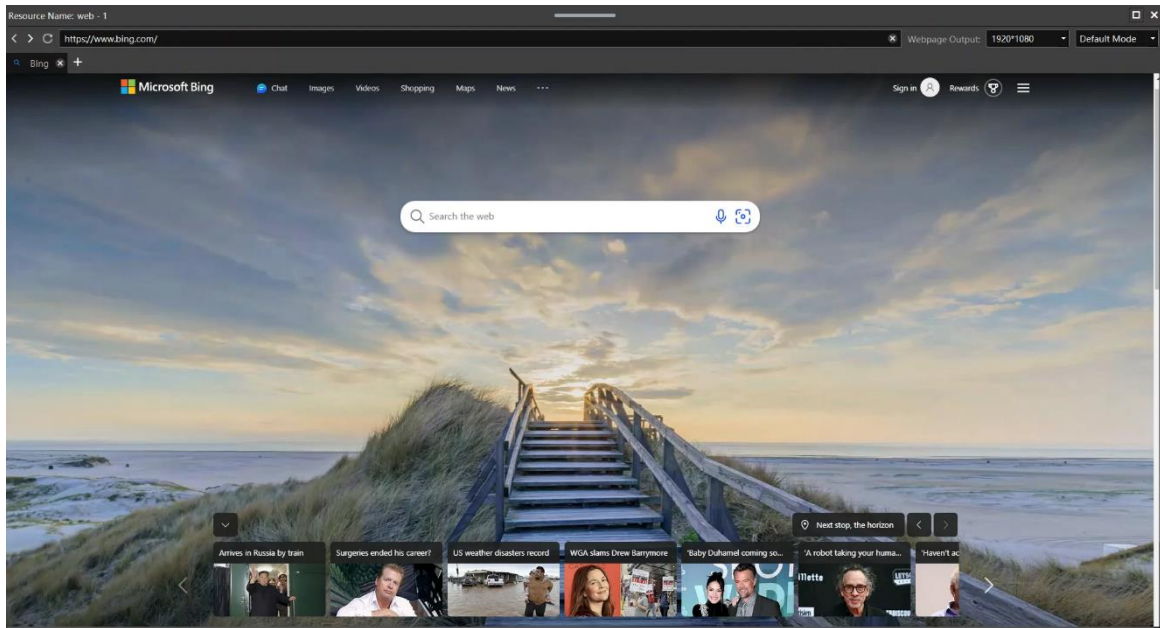 Resource Name: web - 1
https://www.bing.com/
Webpage Output: 1920*1080 Default Mode
Bing
Microsoft Bing Chat Images Videos Shopping Maps News ... Sign in Rewards
Search the web
Next stop, the horizon
Arrives in Russia by train Surgeries ended his career? US weather disasters record WGA slams Drew Barrymore 'Baby Duhamel coming so... 'A robot taking your huma... 'Haven't ac